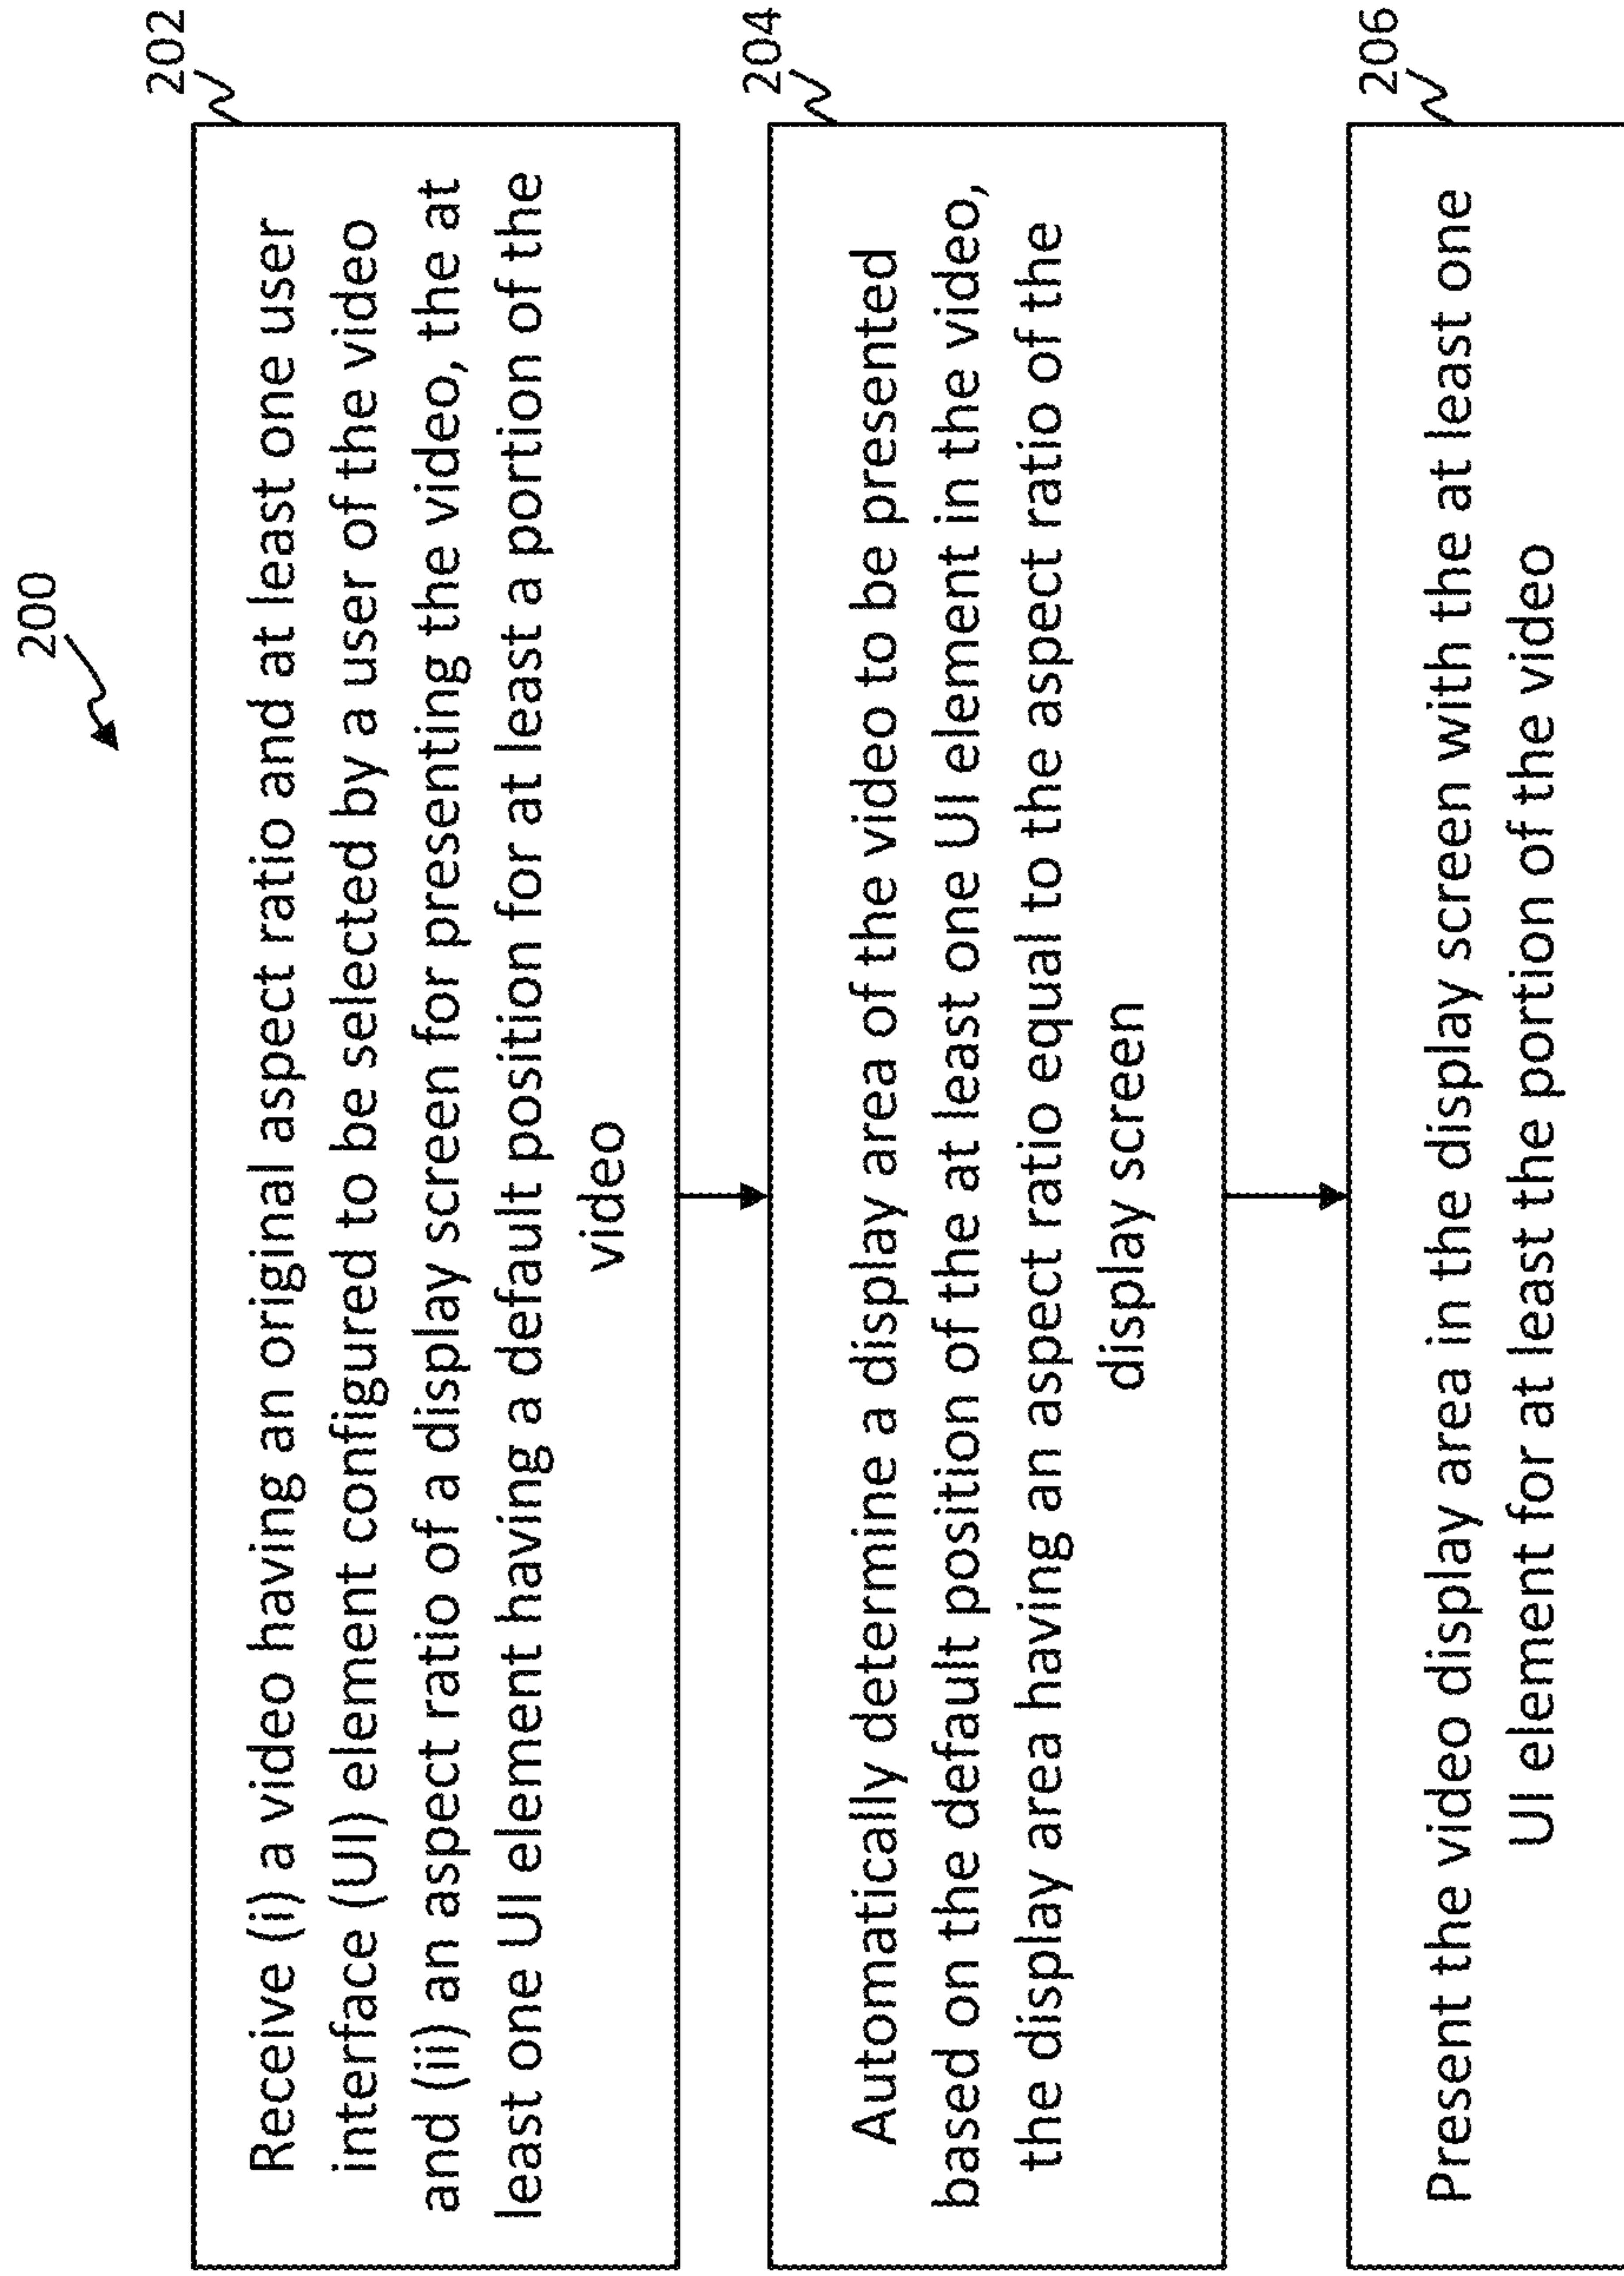 200
202
Receive (i) a video having an original aspect ratio and at least one user
interface (UI) element configured to be selected by a user of the video
and (ii) an aspect ratio of a display screen for presenting the video, the at
least one UI element having a default position for at least a portion of the
video
204
Automatically determine a display area of the video to be presented
based on the default position of the at least one UI element in the video,
the display area having an aspect ratio equal to the aspect ratio of the
display screen
206
Present the video display area in the display screen with the at least one
UI element for at least the portion of the video